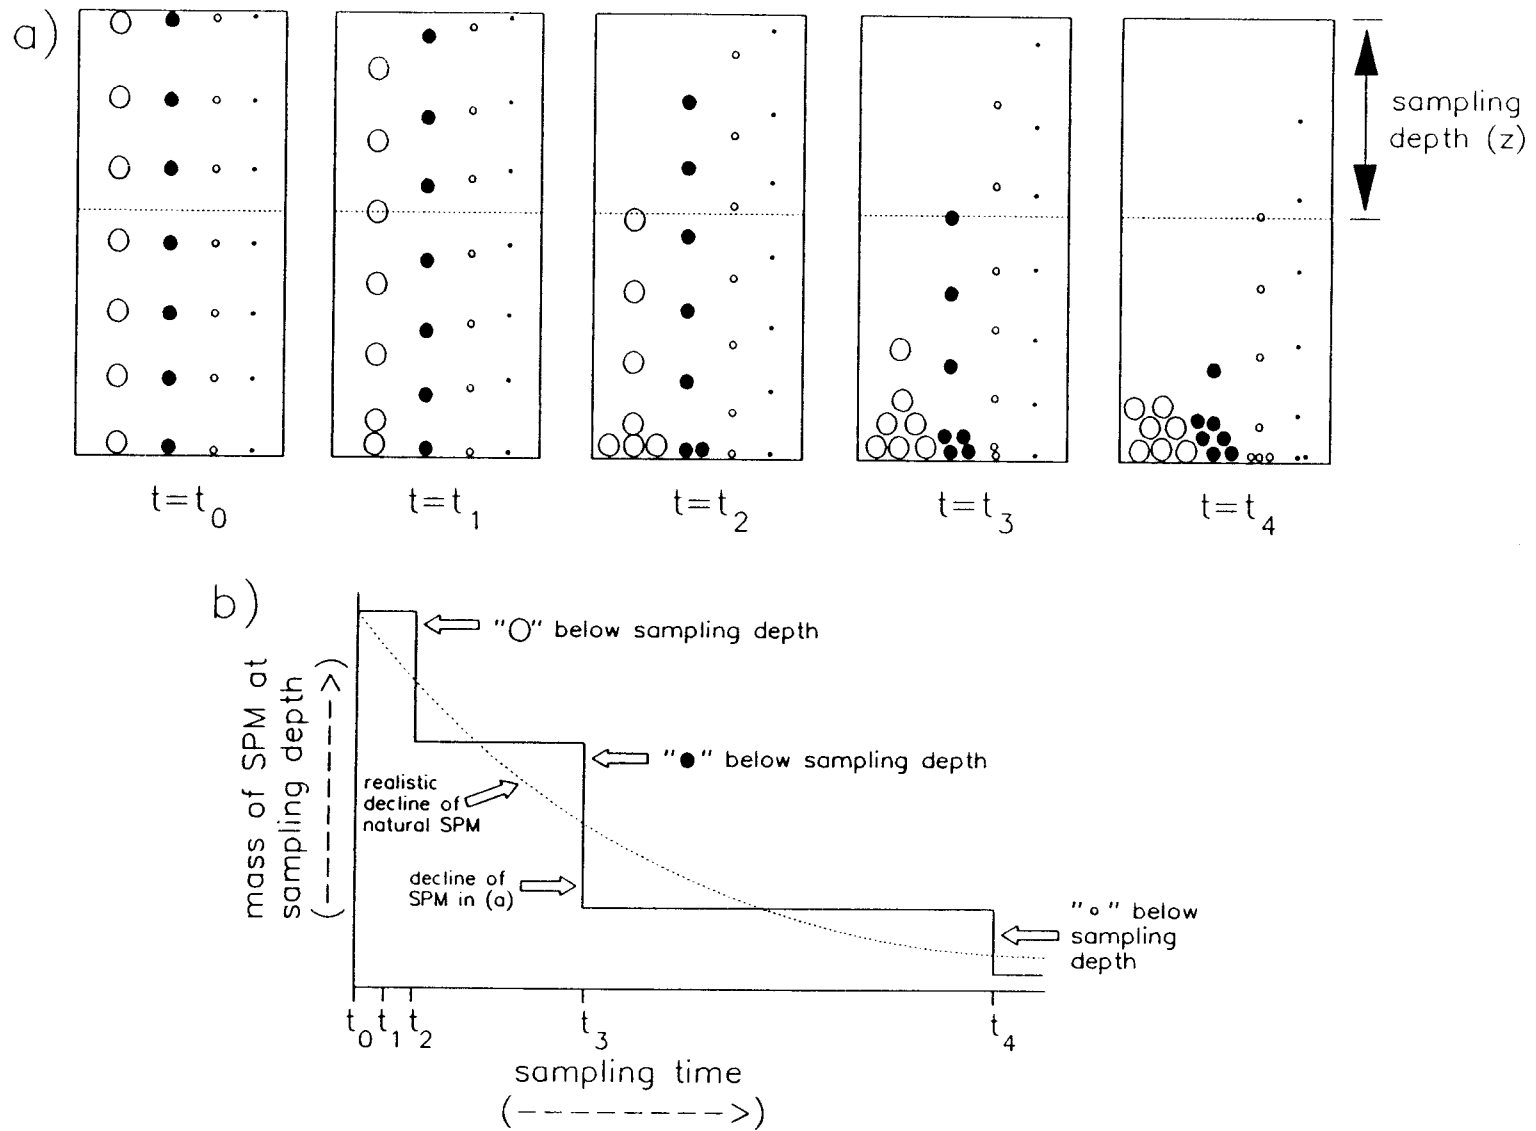 a)
sampling
depth (z)
t=t0
t=t1
t=t2
t=t3
t=t4
b)
mass of SPM at
sampling depth
(---->)
"O" below sampling depth
"●" below sampling depth
realistic
decline of
natural SPM
decline of
SPM in (a)
"o" below
sampling
depth
t0 t1 t2 t3 t4
sampling time
(------->)